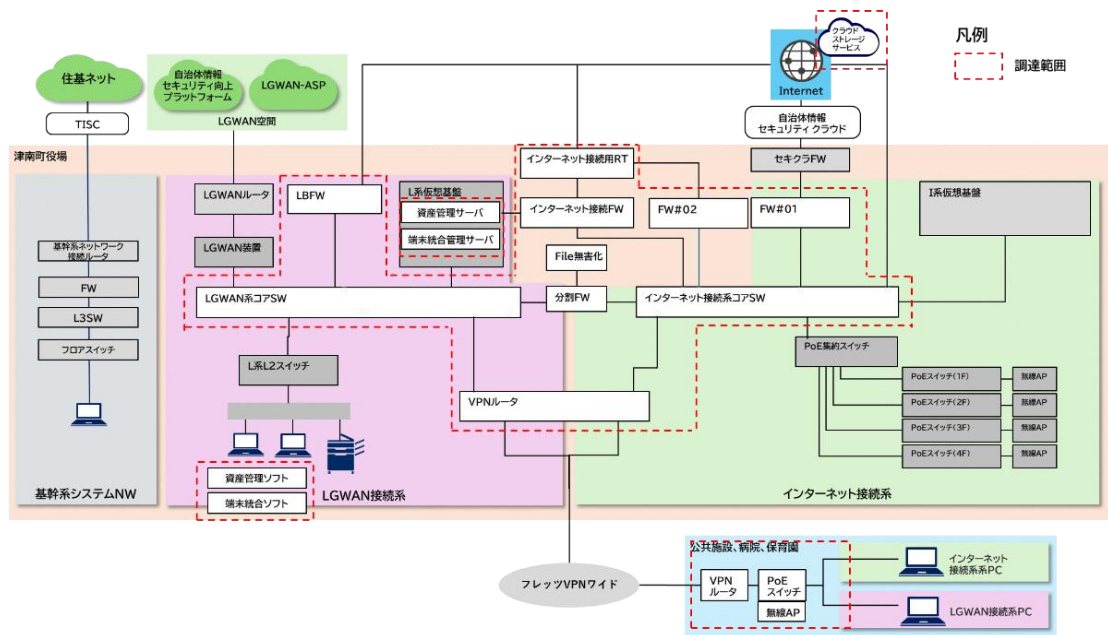 クラウド
ストレージ
サービス
凡例
調達範囲
住基ネット
自治体情報
セキュリティ向上
プラットフォーム
LGWAN-ASP
LGWAN空間
Internet
TISC
自治体情報
セキュリティ クラウド
津南町役場
インターネット接続用RT
セキクラFW
LGWANルータ
LBFW
L系仮想基盤
資産管理サーバ
端末統合管理サーバ
インターネット接続FW
FW#02
FW#01
I系仮想基盤
基幹系ネットワーク
接続ルータ
LGWAN装置
File無害化
FW
LGWAN系コアSW
分割FW
インターネット接続系コアSW
L3SW
フロアスイッチ
L系L2スイッチ
PoE集約スイッチ
PoEスイッチ(1F)
無線AP
PoEスイッチ(2F)
無線AP
PoEスイッチ(3F)
無線AP
PoEスイッチ(4F)
無線AP
VPNルータ
資産管理ソフト
端末統合ソフト
基幹系システムNW
LGWAN接続系
インターネット接続系
公共施設、病院、保育園
フレッツVPNワイド
VPN
ルータ
PoE
スイッチ
無線AP
インターネット
接続系系PC
LGWAN接続系PC